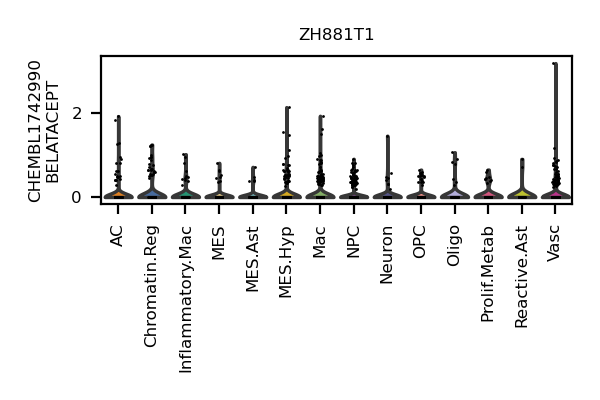 ZH881T1
CHEMBL1742990
BELATACEPT
2
0
AC
Chromatin.Reg
Inflammatory.Mac
MES
MES.Ast
MES.Hyp
Mac
NPC
Neuron
OPC
Oligo
Prolif.Metab
Reactive.Ast
Vasc